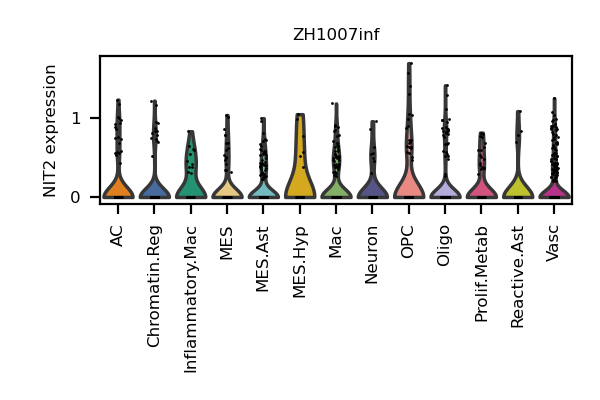 ZH1007inf
NIT2 expression
1
0
AC
Chromatin.Reg
Inflammatory.Mac
MES
MES.Ast
MES.Hyp
Mac
Neuron
OPC
Oligo
Prolif.Metab
Reactive.Ast
Vasc